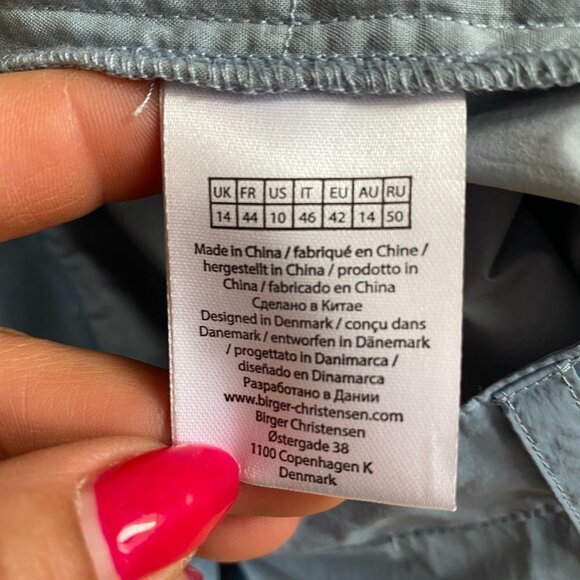 UK FR US IT EU AU RU
14 44 10 46 42 14 50
Made in China / fabriqué en Chine /
hergestellt in China / prodotto in
China / fabricado en China
Сделано в Китае
Designed in Denmark / conçu dans
Danemark / entworfen in Dänemark
/ progettato in Danimarca /
diseñado en Dinamarca
Разработано в Дании
www.birger-christensen.com
Birger Christensen
Østergade 38
1100 Copenhagen K
Denmark